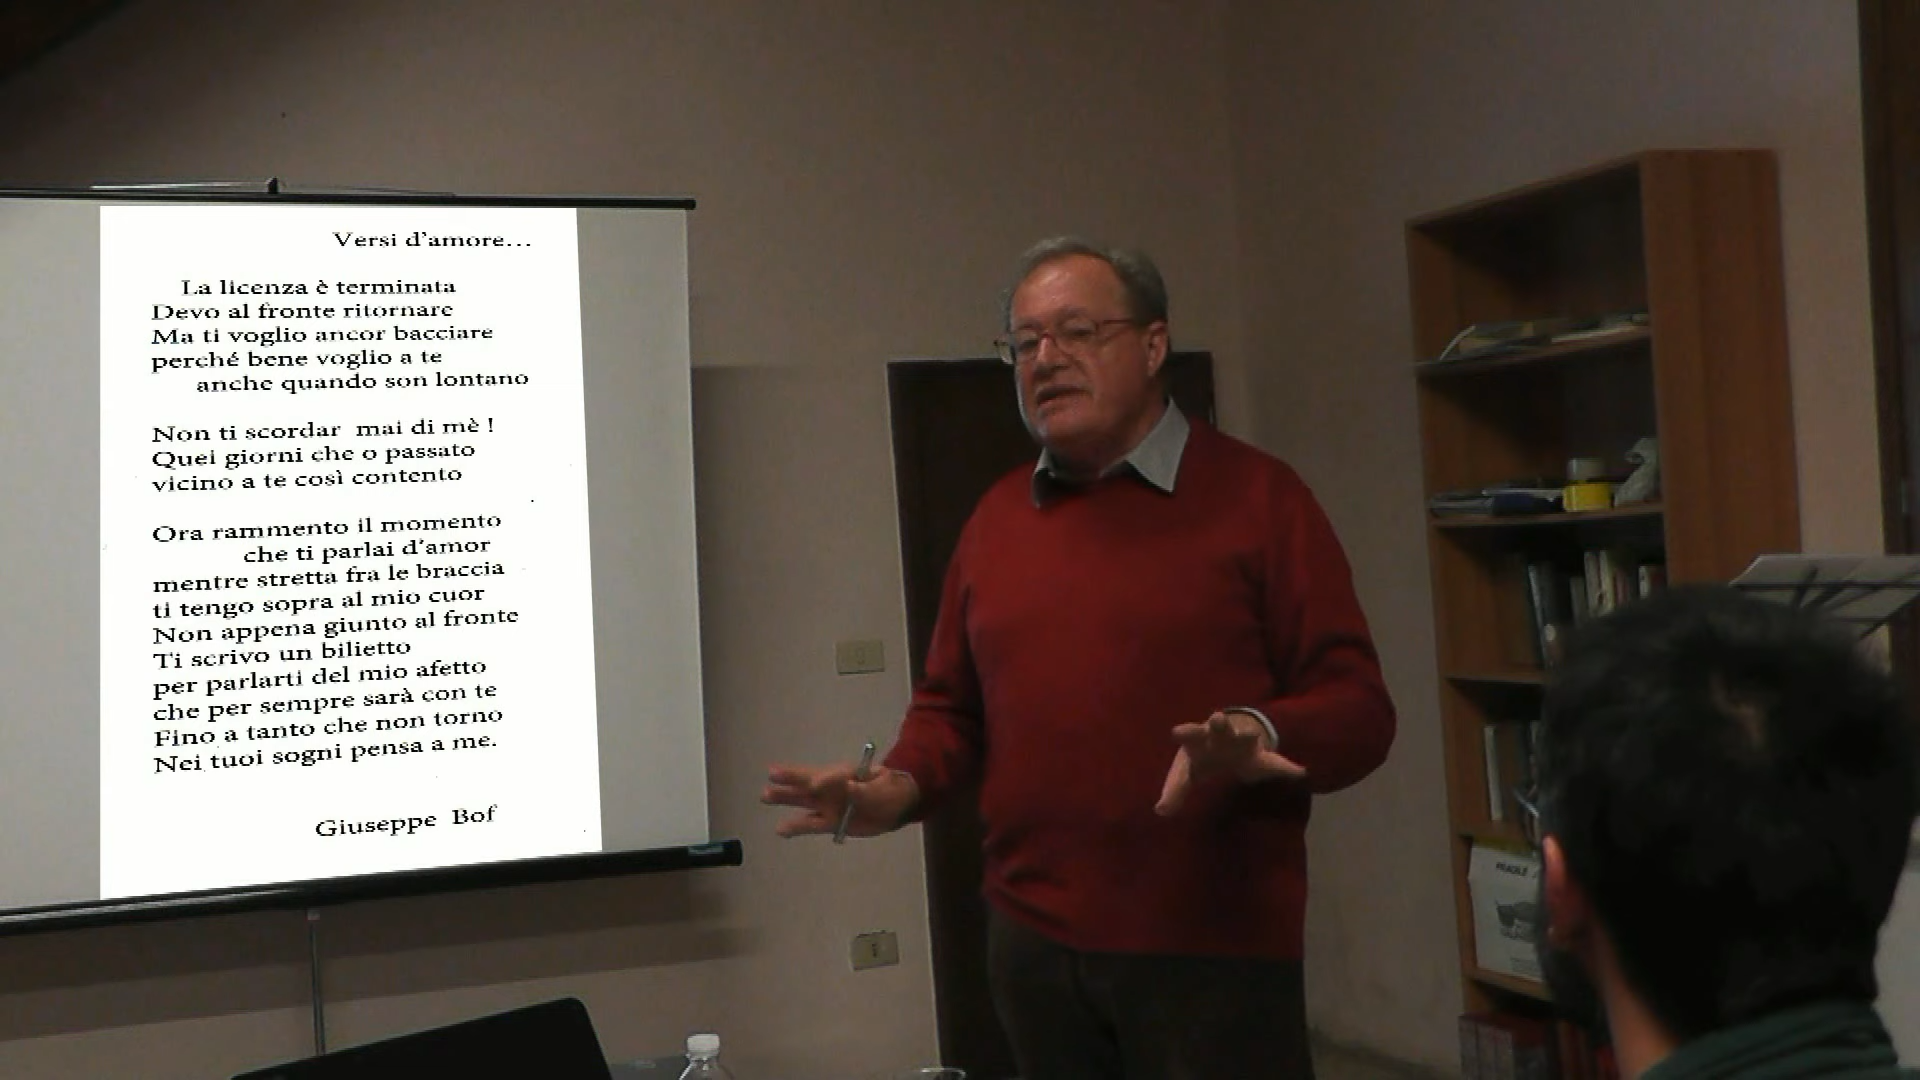 Versi d'amore...
La licenza è terminata
Devo al fronte ritornare
Ma ti voglio ancor bacciare
perché bene voglio a te
anche quando son lontano
Non ti scordar mai di mè !
Quei giorni che o passato
vicino a te così contento
Ora rammento il momento
che ti parlai d'amor
mentre stretta fra le braccia
ti tengo sopra al mio cuor
Non appena giunto al fronte
Ti scrivo un bilietto
per parlarti del mio afetto
che per sempre sarà con te
Fino a tanto che non torno
Nei tuoi sogni pensa a me.
Giuseppe Bof